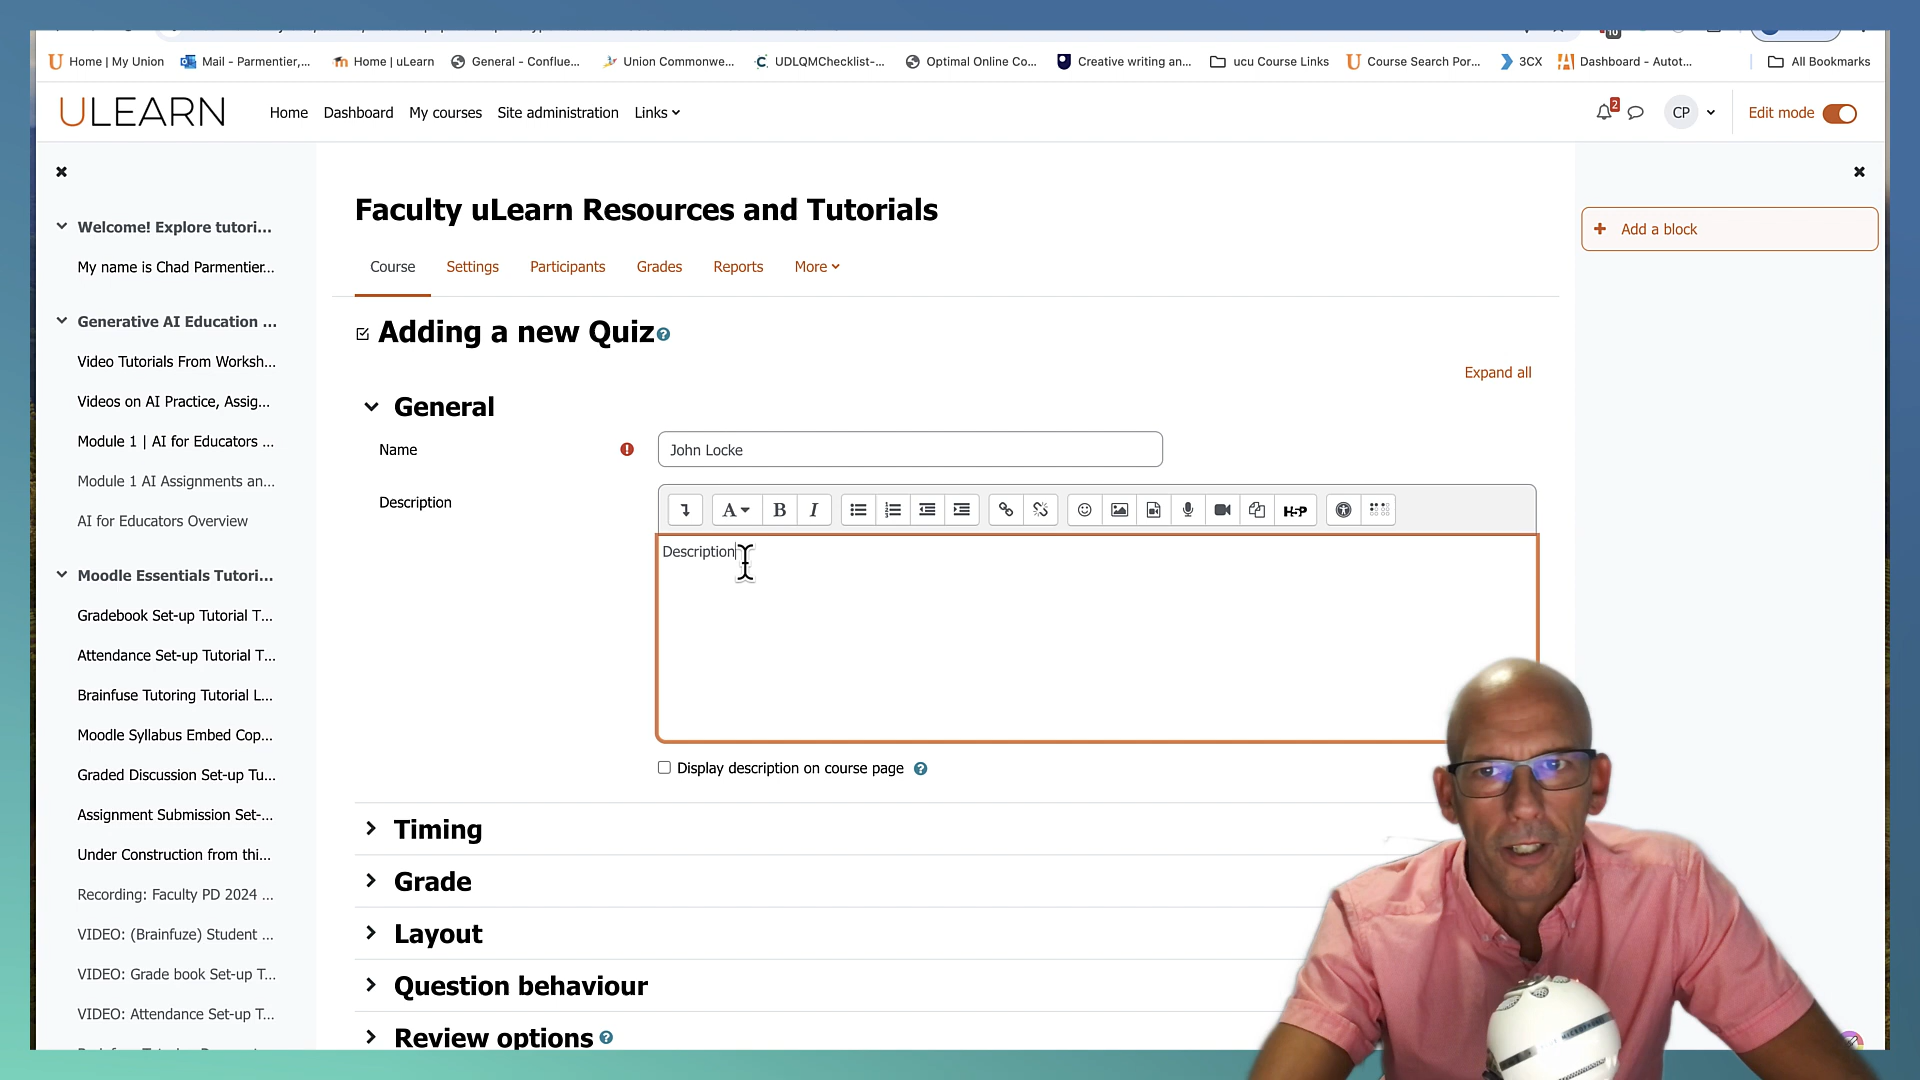 Home | My Union
Mail - Parmentier,...
Home | uLearn
General - Conflue...
Union Commonwe...
UDLQMChecklist-...
Optimal Online Co...
Creative writing an...
ucu Course Links
Course Search Por...
3CX
Dashboard - Autot...
All Bookmarks
ULEARN
Home
Dashboard
My courses
Site administration
Links
2
CP
Edit mode
Welcome! Explore tutori...
My name is Chad Parmentier...
Generative AI Education ...
Video Tutorials From Worksh...
Videos on AI Practice, Assig...
Module 1 | AI for Educators ...
Module 1 AI Assignments an...
AI for Educators Overview
Moodle Essentials Tutori...
Gradebook Set-up Tutorial T...
Attendance Set-up Tutorial T...
Brainfuse Tutoring Tutorial L...
Moodle Syllabus Embed Cop...
Graded Discussion Set-up Tu...
Assignment Submission Set-...
Under Construction from thi...
Recording: Faculty PD 2024 ...
VIDEO: (Brainfuze) Student ...
VIDEO: Grade book Set-up T...
VIDEO: Attendance Set-up T...
Faculty uLearn Resources and Tutorials
Course
Settings
Participants
Grades
Reports
More
Adding a new Quiz
Expand all
General
Name
John Locke
Description
A
B
I
H-P
Description
Display description on course page
Timing
Grade
Layout
Question behaviour
Review options
Add a block